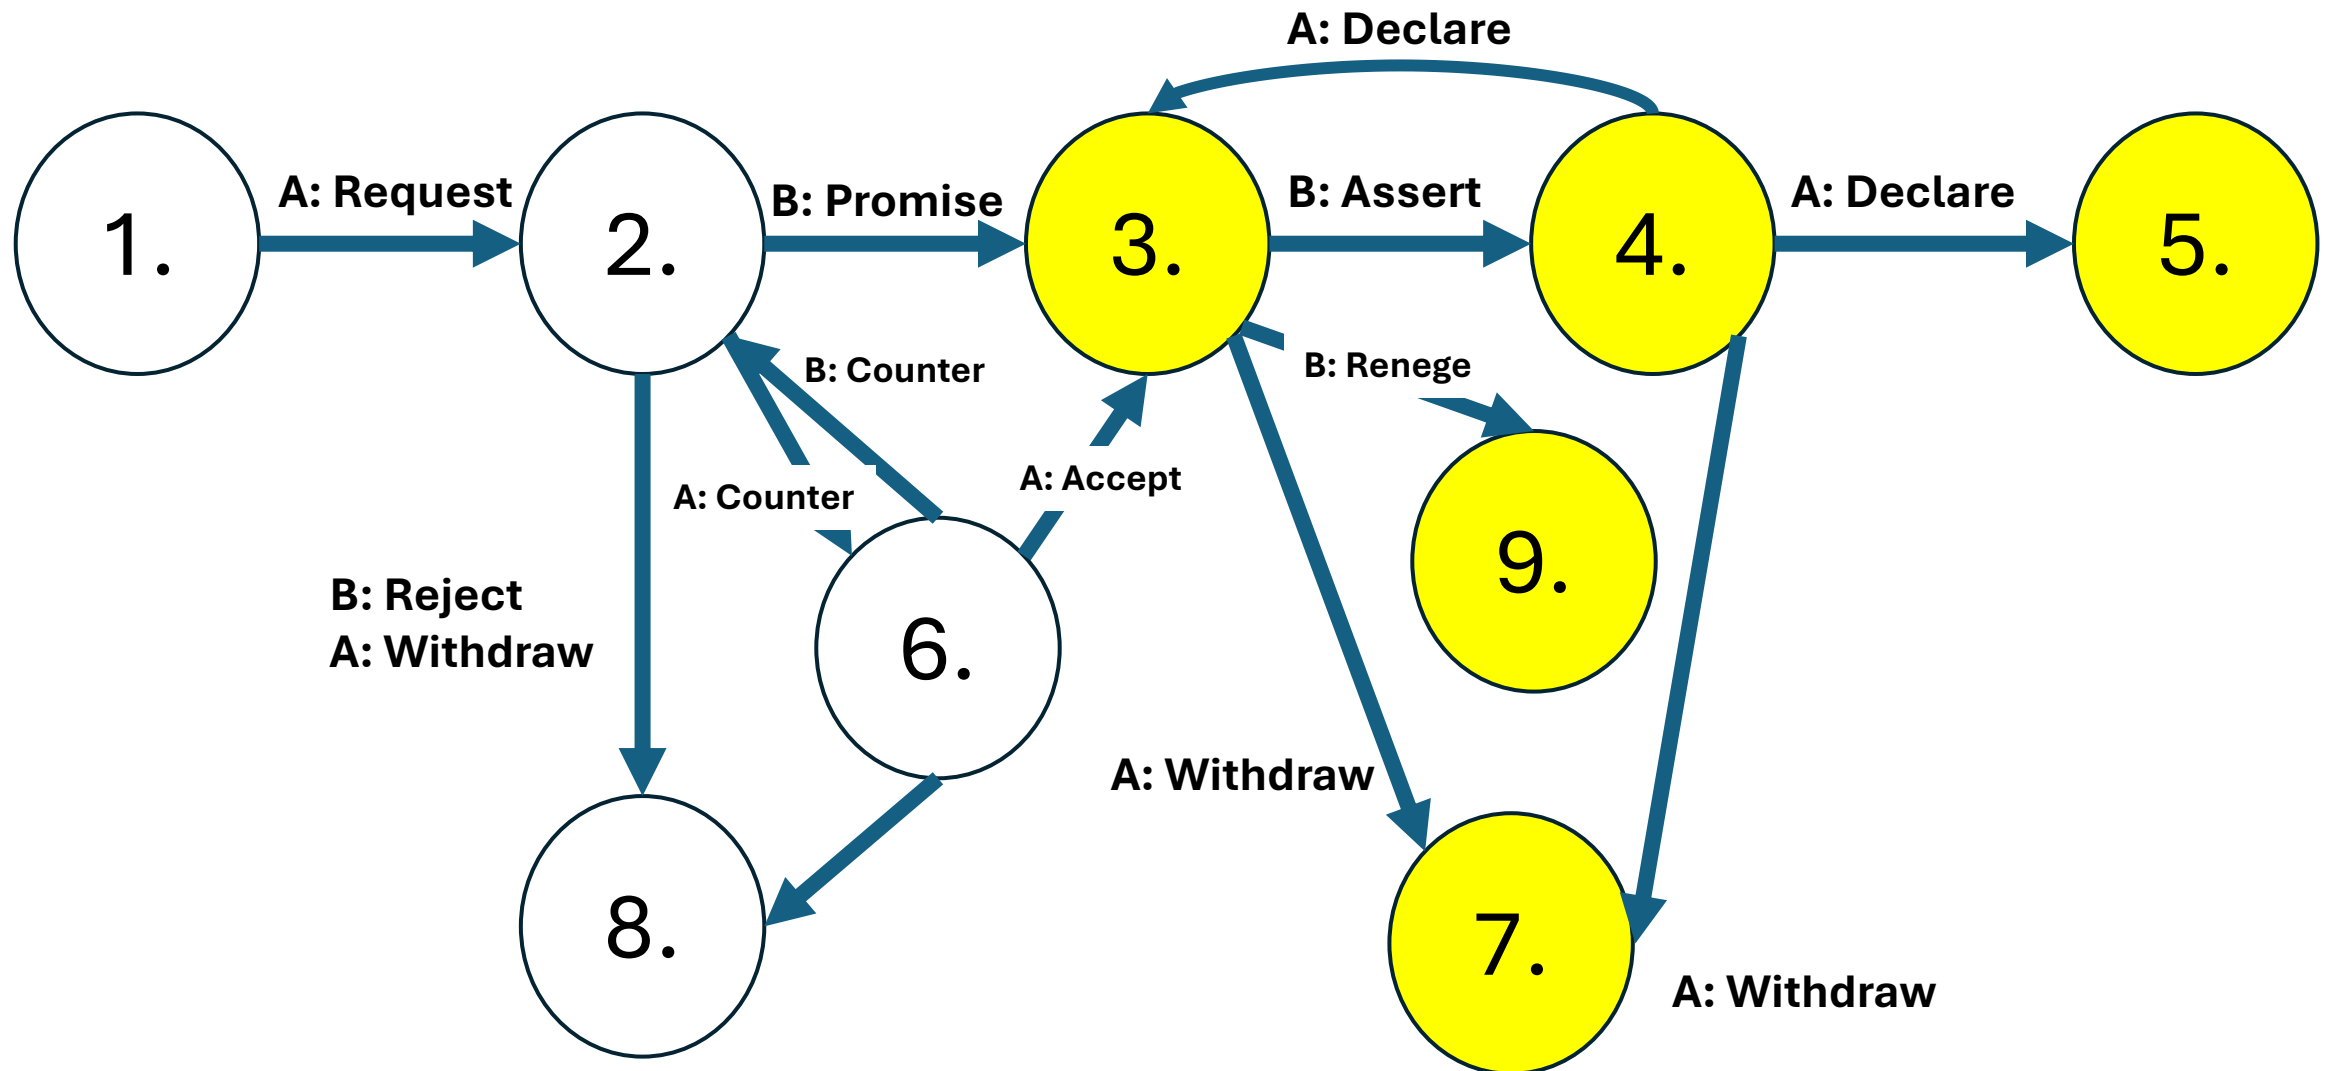 A: Declare
1.
A: Request
2.
B: Promise
3.
B: Assert
4.
A: Declare
5.
B: Counter
B: Renege
A: Counter
A: Accept
9.
B: Reject
A: Withdraw
6.
A: Withdraw
8.
7.
A: Withdraw